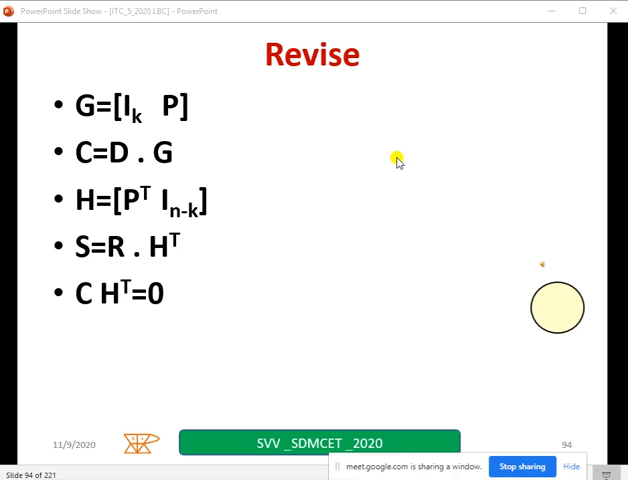 PowerPoint Slide Show - [ITC_5_2020 LBC] - PowerPoint
Revise
• G=[Iₖ P]
• C=D . G
• H=[Pᵀ Iₙ₋ₖ]
• S=R . Hᵀ
• C Hᵀ=0
11/9/2020
SVV _SDMCET _2020
94
meet.google.com is sharing a window. Stop sharing Hide
Slide 94 of 221